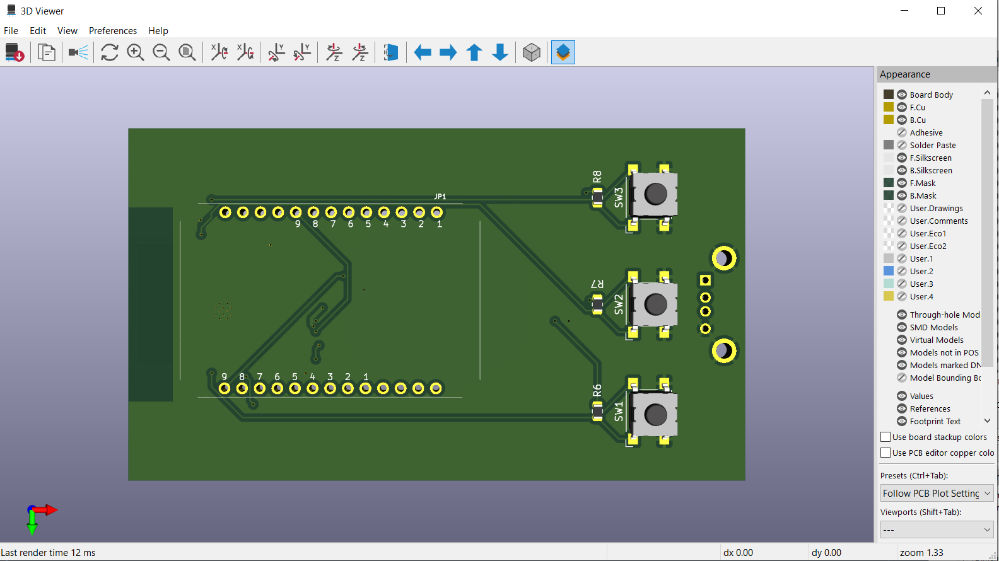 3D Viewer
File Edit View Preferences Help
Appearance
Board Body
F.Cu
B.Cu
Adhesive
Solder Paste
F.Silkscreen
B.Silkscreen
F.Mask
B.Mask
User.Drawings
User.Comments
User.Eco1
User.Eco2
User.1
User.2
User.3
User.4
Through-hole Mod
SMD Models
Virtual Models
Models not in POS
Models marked DN
Model Bounding Bo
Values
References
Footprint Text
Use board stackup colors
Use PCB editor copper colo
Presets (Ctrl+Tab):
Follow PCB Plot Setting
Viewports (Shift+Tab):
---
R8
SW3
JP1
9 8 7 6 5 4 3 2 1
R7
SW2
9 8 7 6 5 4 3 2 1
R6
SW1
X X Y Y Z Z
Last render time 12 ms
dx 0.00
dy 0.00
zoom 1.33